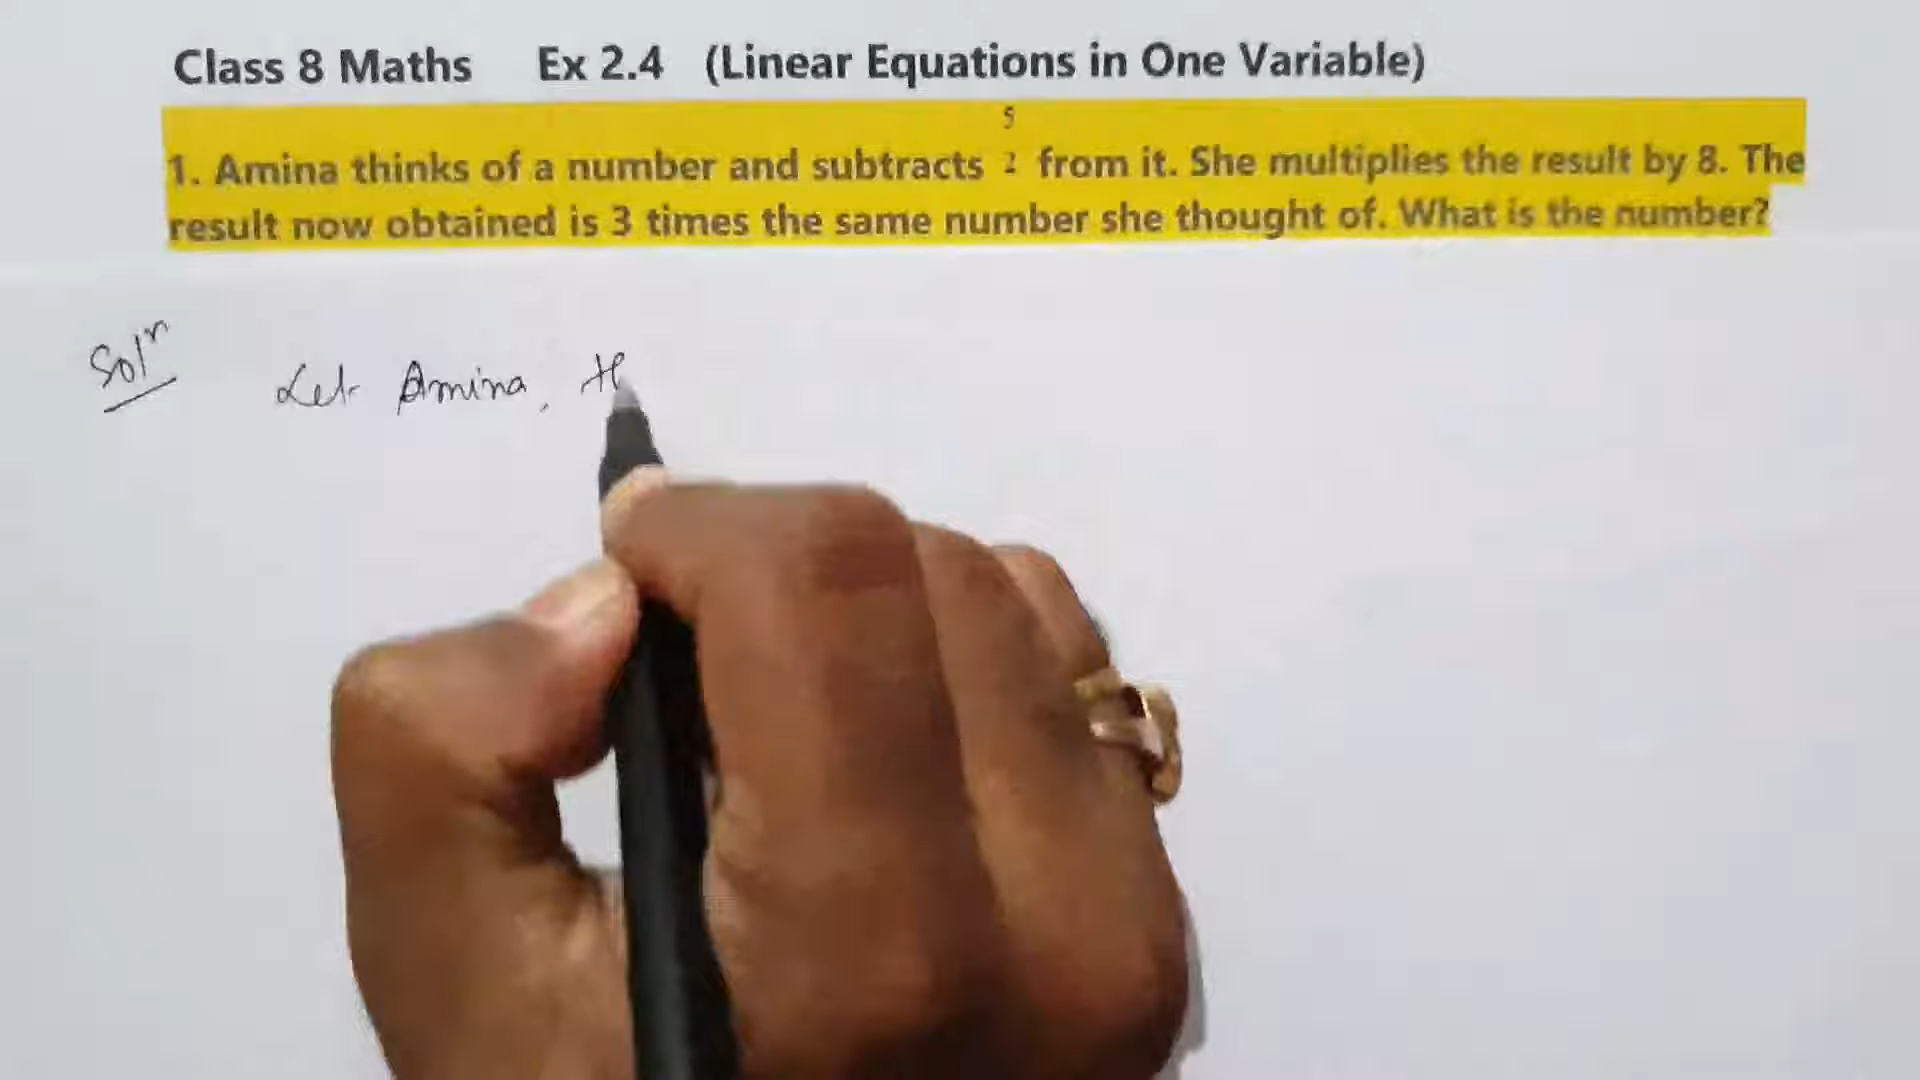 Class 8 Maths Ex 2.4 (Linear Equations in One Variable)
1. Amina thinks of a number and subtracts 5/2 from it. She multiplies the result by 8. The
result now obtained is 3 times the same number she thought of. What is the number?
Solⁿ Let Amina,